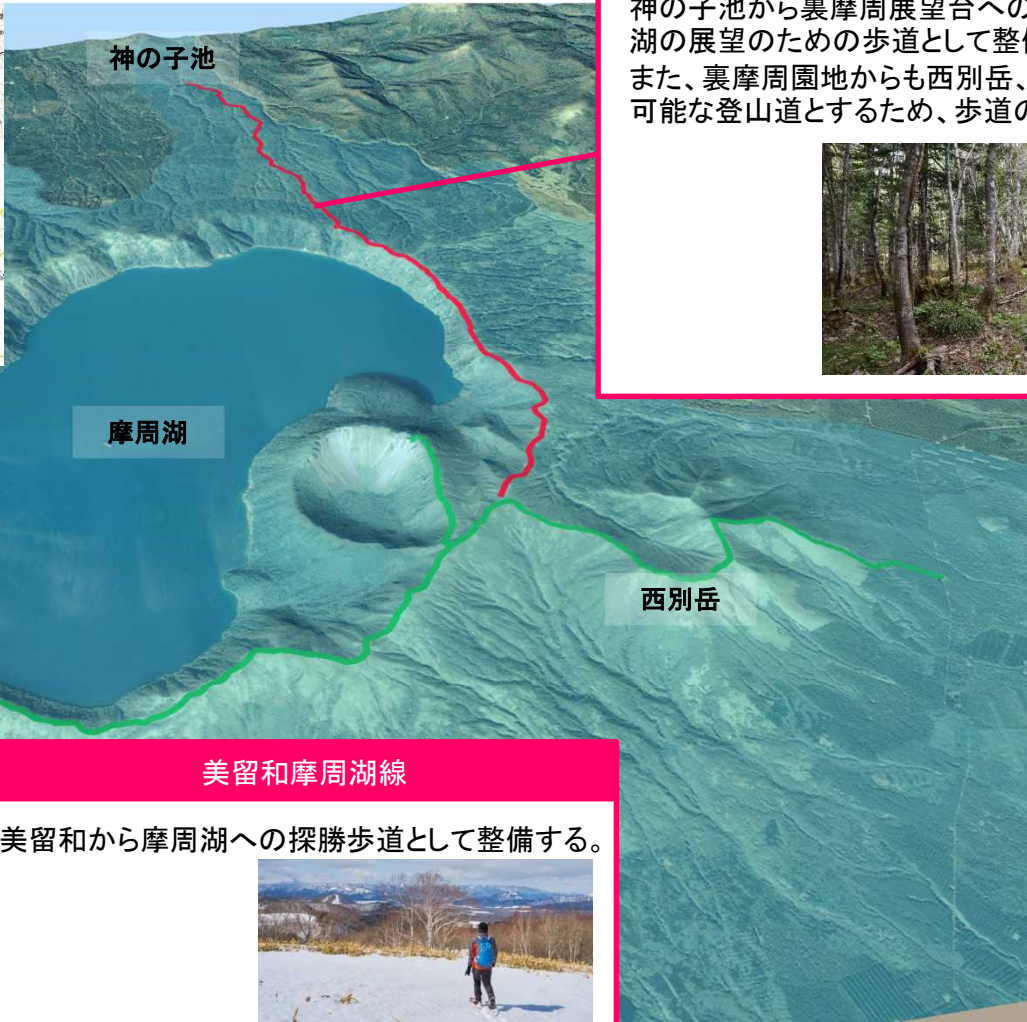 神の子池から裏摩周展望台への
湖の展望のための歩道として整
また、裏摩周園地からも西別岳、
可能な登山道とするため、歩道の
神の子池
摩周湖
西別岳
美留和摩周湖線
美留和から摩周湖への探勝歩道として整備する。